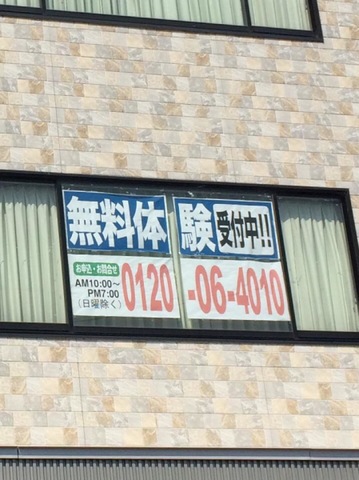 無料体験受付中!!
お申込・お問合せ
AM10:00～
PM7:00
(日曜除く)
0120-06-4010